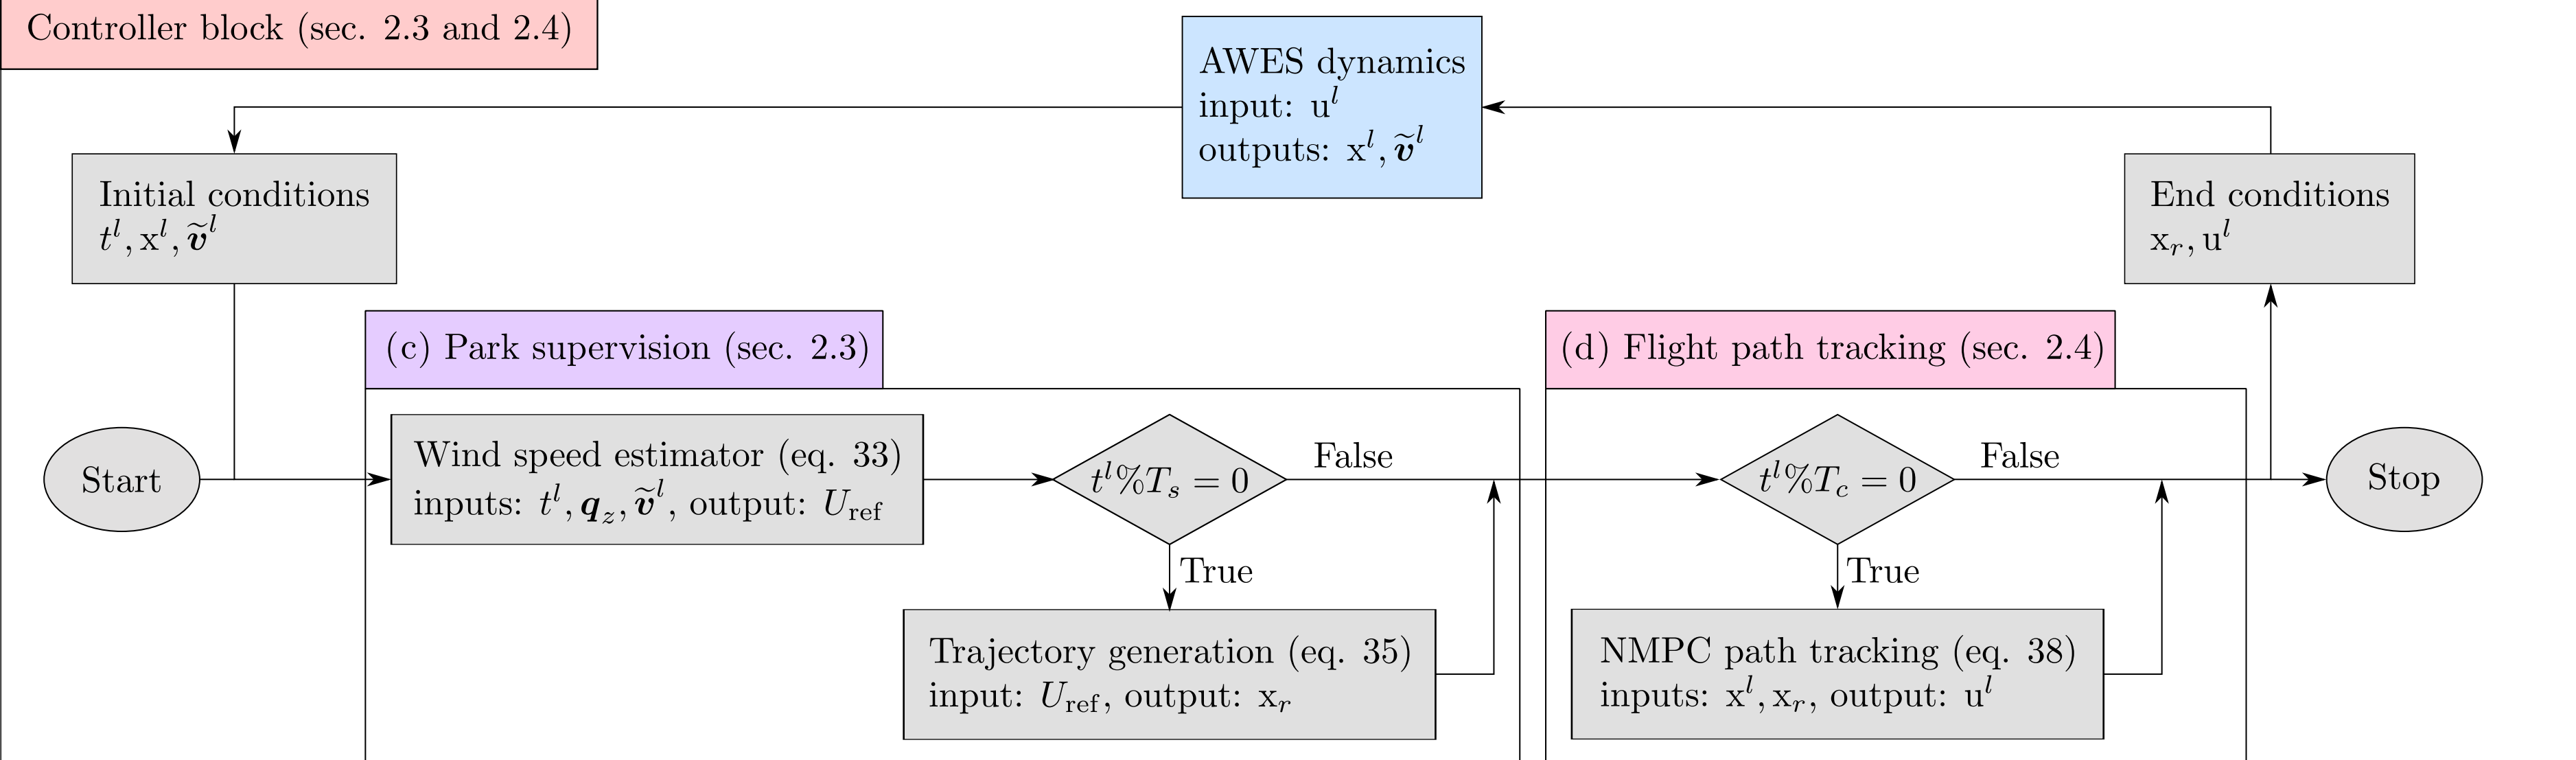 Controller block (sec. 2.3 and 2.4)
AWES dynamics
input: u^l
outputs: x^l, ṽ^l
Initial conditions
t^l, x^l, ṽ^l
End conditions
x_r, u^l
(c) Park supervision (sec. 2.3)
(d) Flight path tracking (sec. 2.4)
Start
Wind speed estimator (eq. 33)
inputs: t^l, q_z, ṽ^l, output: U_ref
t^l%T_s = 0
False
True
Trajectory generation (eq. 35)
input: U_ref, output: x_r
t^l%T_c = 0
False
True
NMPC path tracking (eq. 38)
inputs: x^l, x_r, output: u^l
Stop